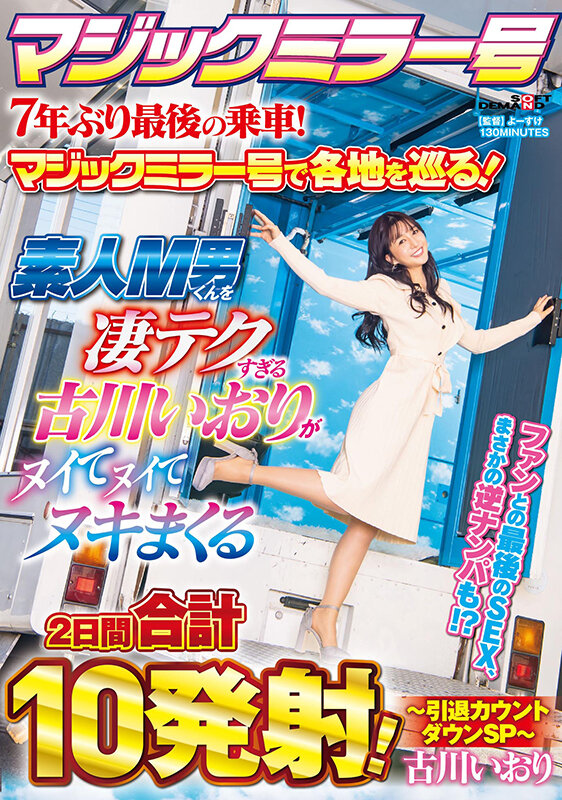 マジックミラー号
SOFT ON DEMAND
【監督】よーすけ
130MINUTES
7年ぶり最後の乗車!
マジックミラー号で各地を巡る!
素人M男くんを
凄テクすぎる
古川いおりが
ヌイてヌイて
ヌキまくる
ファンとの最後のSEX、
まさかの逆ナンパも!?
2日間合計
10発射!
～引退カウント
ダウンSP～
古川いおり